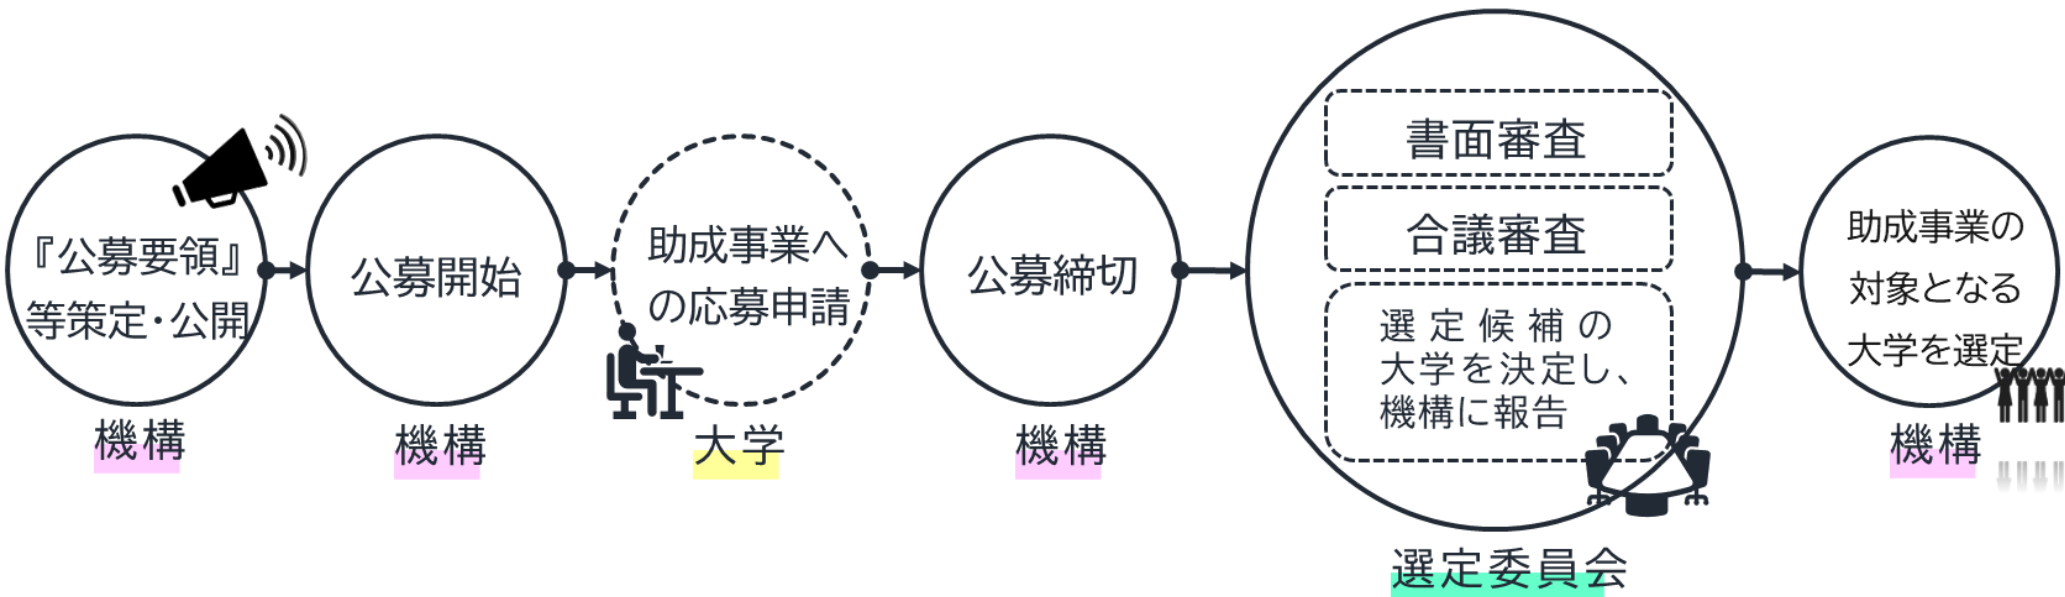 『公募要領』
等策定・公開
機構
公募開始
機構
助成事業へ
の応募申請
大学
公募締切
機構
書面審査
合議審査
選定候補の
大学を決定し、
機構に報告
選定委員会
助成事業の
対象となる
大学を選定
機構